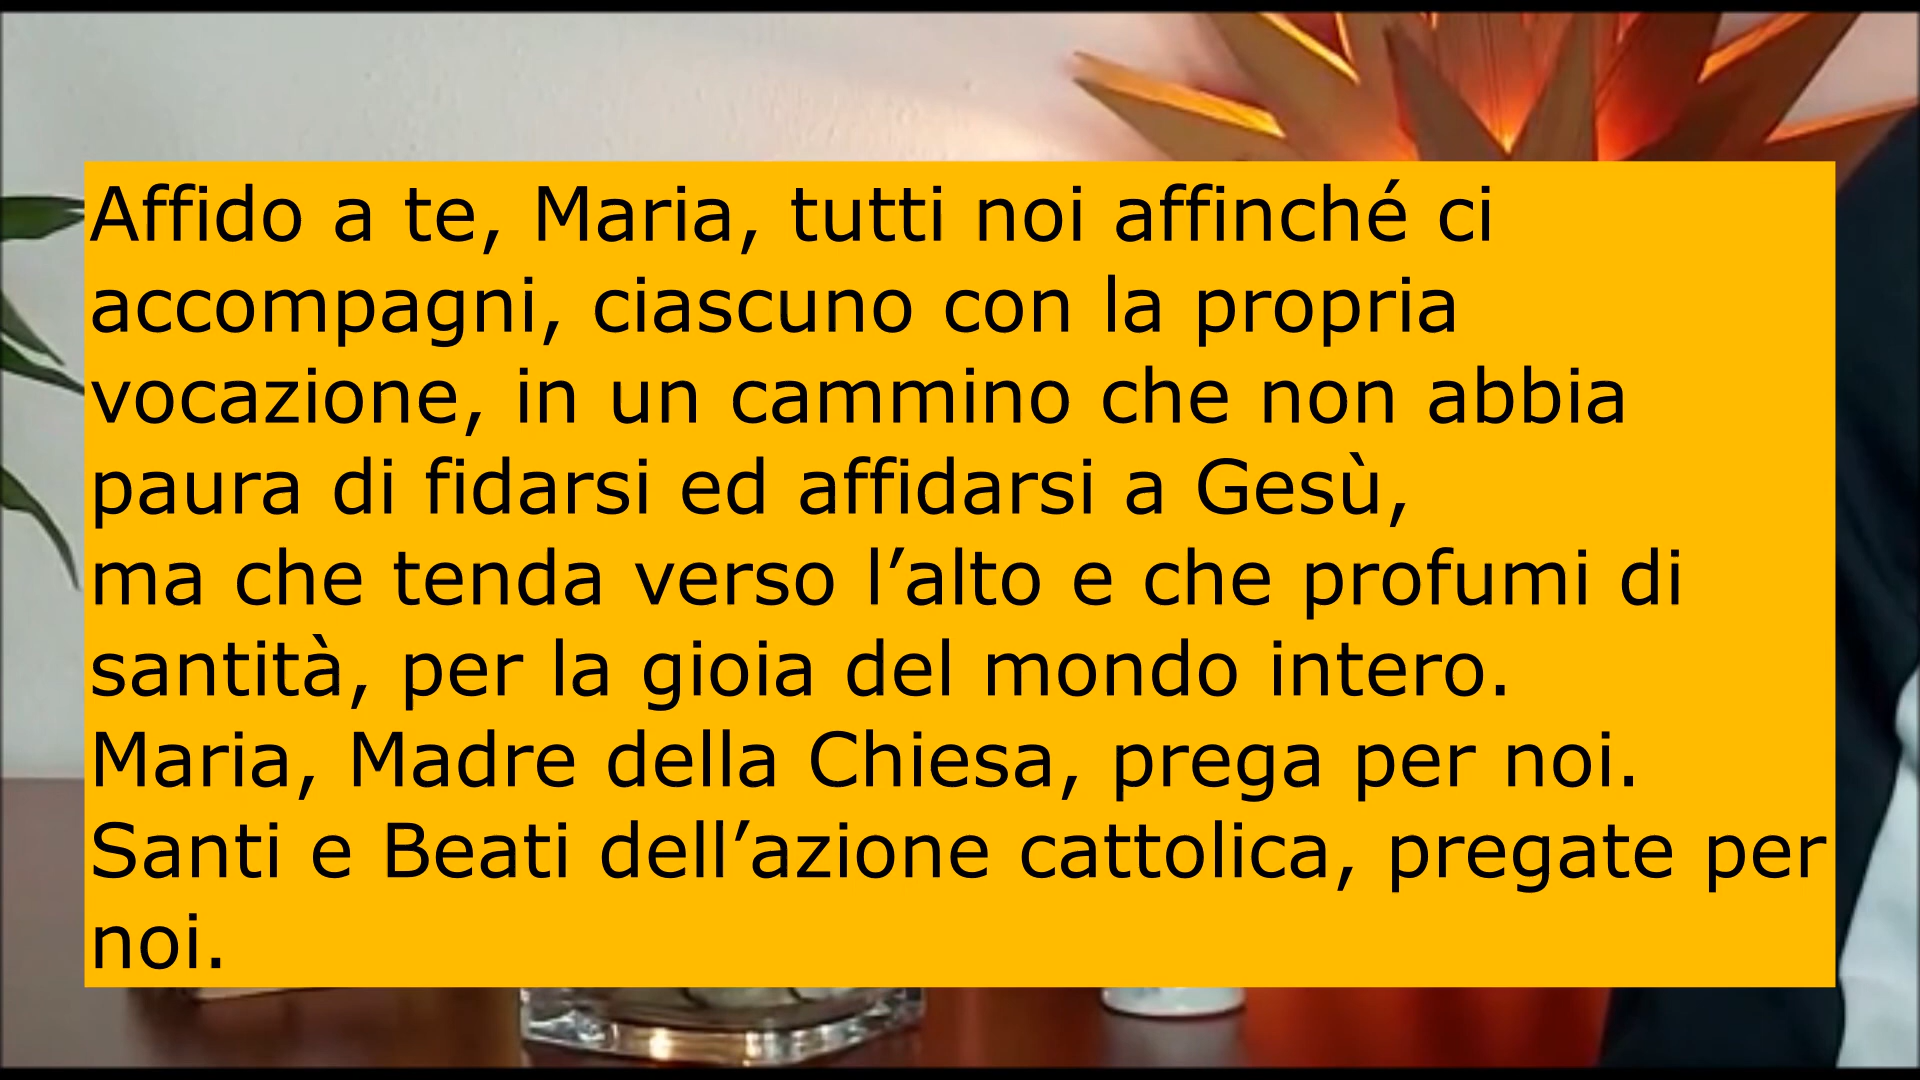 Affido a te, Maria, tutti noi affinché ci
accompagni, ciascuno con la propria
vocazione, in un cammino che non abbia
paura di fidarsi ed affidarsi a Gesù,
ma che tenda verso l’alto e che profumi di
santità, per la gioia del mondo intero.
Maria, Madre della Chiesa, prega per noi.
Santi e Beati dell’azione cattolica, pregate per
noi.